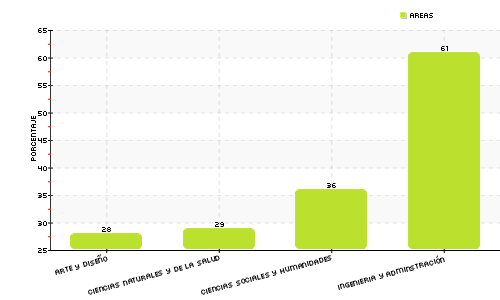 AREAS
PORCENTAJE
65
60
55
50
45
40
35
30
25
28
29
36
61
ARTE Y DISEÑO
CIENCIAS NATURALES Y DE LA SALUD
CIENCIAS SOCIALES Y HUMANIDADES
INGENIERIA Y ADMINSTRACIÓN